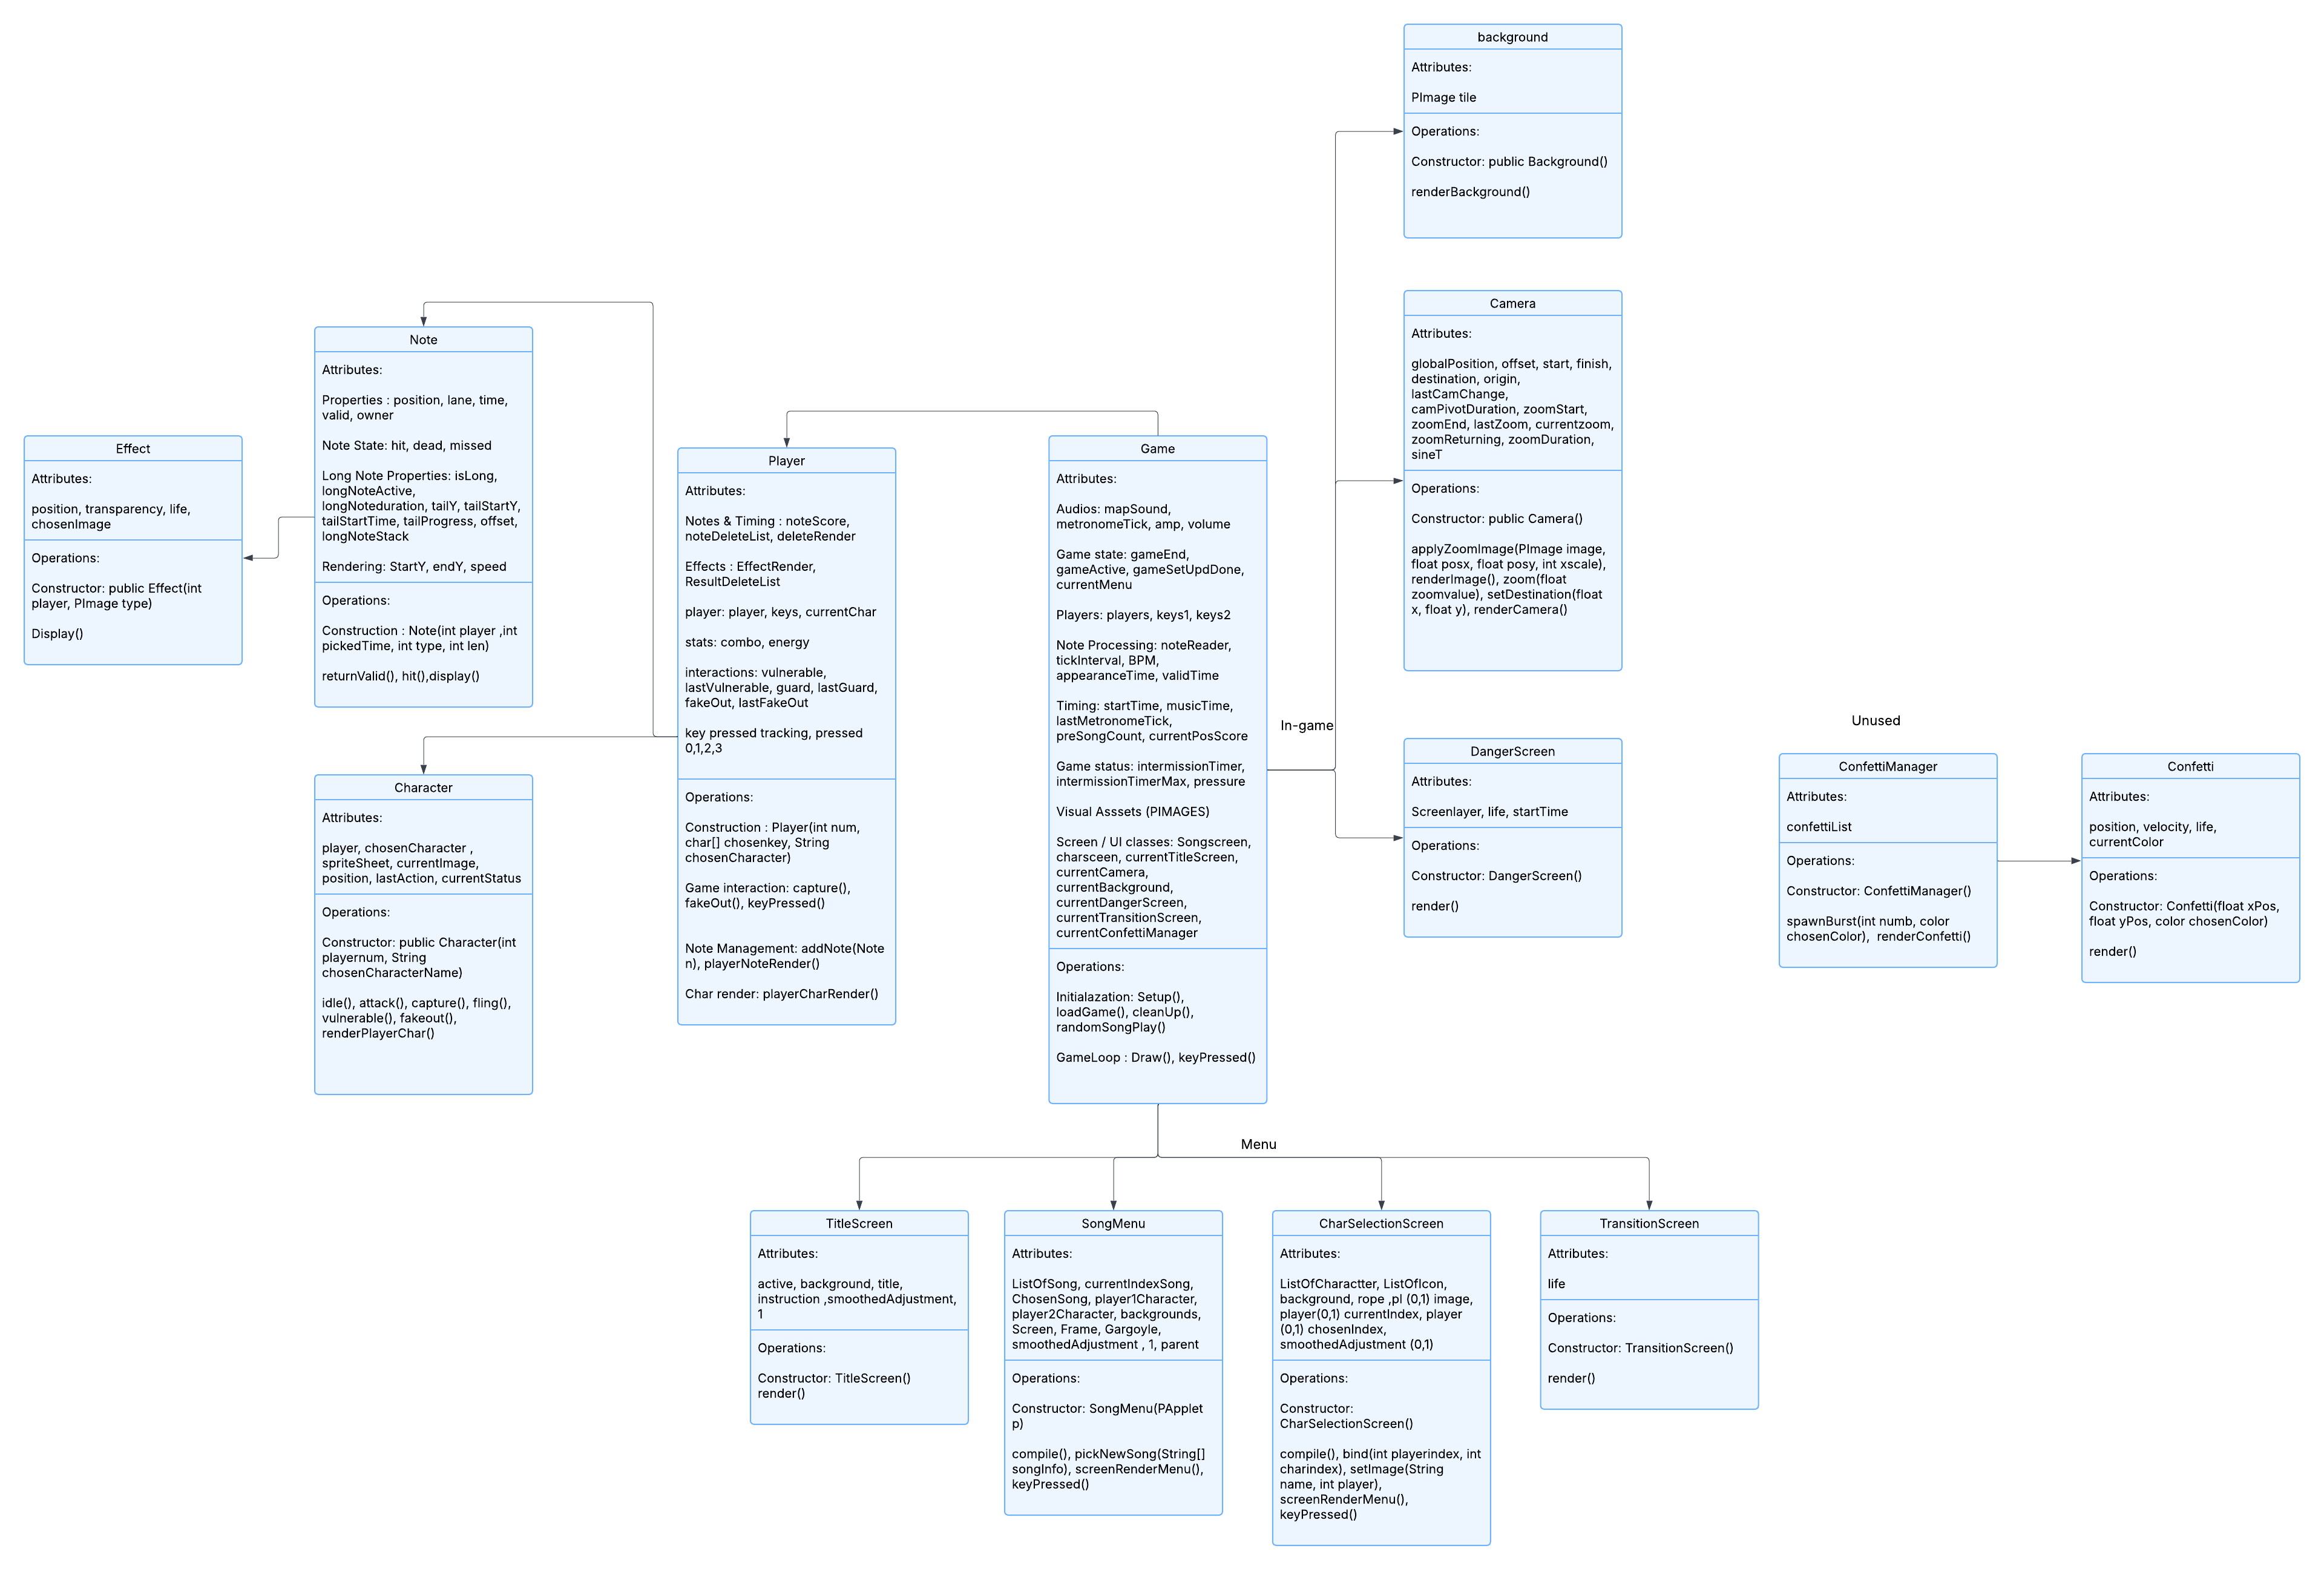 background
Attributes:
PImage tile
Operations:
Constructor: public Background()
renderBackground()
Camera
Attributes:
globalPosition, offset, start, finish,
destination, origin,
lastCamChange,
camPivotDuration, zoomStart,
zoomEnd, lastZoom, currentzoom,
zoomReturning, zoomDuration,
sineT
Operations:
Constructor: public Camera()
applyZoomImage(PImage image,
float posx, float posy, int xscale),
renderImage(), zoom(float
zoomvalue), setDestination(float
x, float y), renderCamera()
Note
Attributes:
Properties : position, lane, time,
valid, owner
Note State: hit, dead, missed
Long Note Properties: isLong,
longNoteActive,
longNoteduration, tailY, tailStartY,
tailStartTime, tailProgress, offset,
longNoteStack
Rendering: StartY, endY, speed
Operations:
Construction : Note(int player ,int
pickedTime, int type, int len)
returnValid(), hit(),display()
Effect
Attributes:
position, transparency, life,
chosenImage
Operations:
Constructor: public Effect(int
player, PImage type)
Display()
Player
Attributes:
Notes & Timing : noteScore,
noteDeleteList, deleteRender
Effects : EffectRender,
ResultDeleteList
player: player, keys, currentChar
stats: combo, energy
interactions: vulnerable,
lastVulnerable, guard, lastGuard,
fakeOut, lastFakeOut
key pressed tracking, pressed
0,1,2,3
Operations:
Construction : Player(int num,
char[] chosenkey, String
chosenCharacter)
Game interaction: capture(),
fakeOut(), keyPressed()
Note Management: addNote(Note
n), playerNoteRender()
Char render: playerCharRender()
Game
Attributes:
Audios: mapSound,
metronomeTick, amp, volume
Game state: gameEnd,
gameActive, gameSetUpdDone,
currentMenu
Players: players, keys1, keys2
Note Processing: noteReader,
tickInterval, BPM,
appearanceTime, validTime
Timing: startTime, musicTime,
lastMetronomeTick,
preSongCount, currentPosScore
Game status: intermissionTimer,
intermissionTimerMax, pressure
Visual Asssets (PIMAGES)
Screen / UI classes: Songscreen,
charsceen, currentTitleScreen,
currentCamera,
currentBackground,
currentDangerScreen,
currentTransitionScreen,
currentConfettiManager
Operations:
Initialazation: Setup(),
loadGame(), cleanUp(),
randomSongPlay()
GameLoop : Draw(), keyPressed()
In-game
DangerScreen
Attributes:
Screenlayer, life, startTime
Operations:
Constructor: DangerScreen()
render()
Unused
ConfettiManager
Attributes:
confettiList
Operations:
Constructor: ConfettiManager()
spawnBurst(int numb, color
chosenColor),  renderConfetti()
Confetti
Attributes:
position, velocity, life,
currentColor
Operations:
Constructor: Confetti(float xPos,
float yPos, color chosenColor)
render()
Character
Attributes:
player, chosenCharacter ,
spriteSheet, currentImage,
position, lastAction, currentStatus
Operations:
Constructor: public Character(int
playernum, String
chosenCharacterName)
idle(), attack(), capture(), fling(),
vulnerable(), fakeout(),
renderPlayerChar()
Menu
TitleScreen
Attributes:
active, background, title,
instruction ,smoothedAdjustment,
1
Operations:
Constructor: TitleScreen()
render()
SongMenu
Attributes:
ListOfSong, currentIndexSong,
ChosenSong, player1Character,
player2Character, backgrounds,
Screen, Frame, Gargoyle,
smoothedAdjustment , 1, parent
Operations:
Constructor: SongMenu(PApplet
p)
compile(), pickNewSong(String[]
songInfo), screenRenderMenu(),
keyPressed()
CharSelectionScreen
Attributes:
ListOfCharactter, ListOfIcon,
background, rope ,pl (0,1) image,
player(0,1) currentIndex, player
(0,1) chosenIndex,
smoothedAdjustment (0,1)
Operations:
Constructor:
CharSelectionScreen()
compile(), bind(int playerindex, int
charindex), setImage(String
name, int player),
screenRenderMenu(),
keyPressed()
TransitionScreen
Attributes:
life
Operations:
Constructor: TransitionScreen()
render()